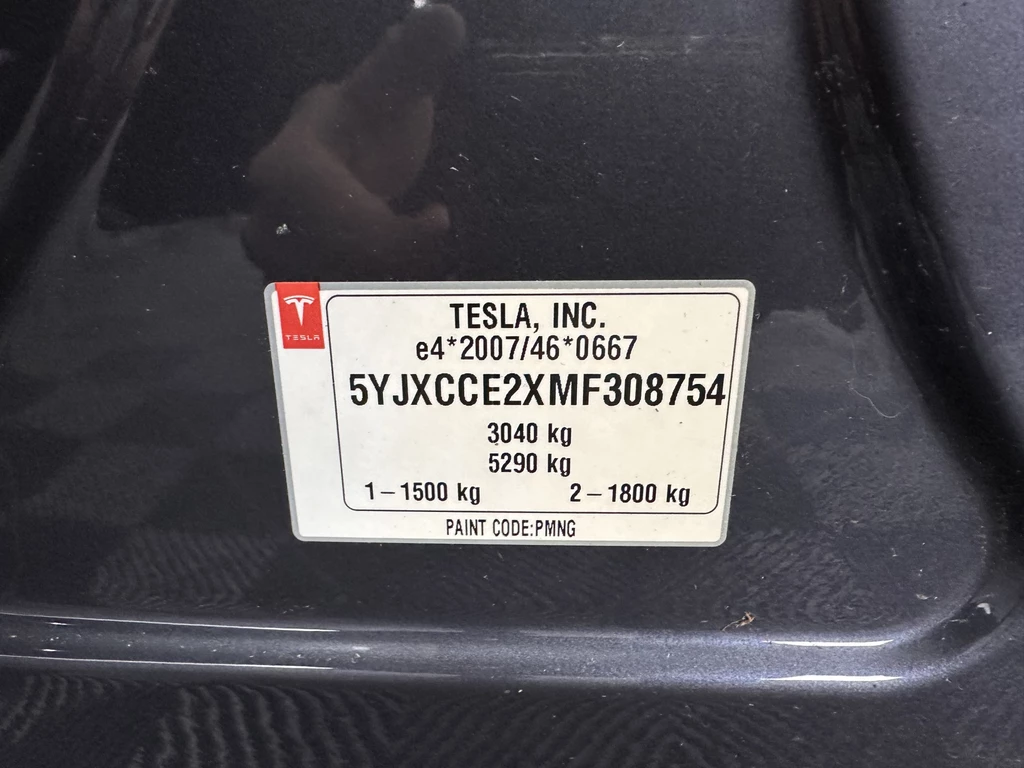 TESLA
TESLA, INC.
e4*2007/46*0667
5YJXCCE2XMF308754
3040 kg
5290 kg
1-1500 kg 2-1800 kg
PAINT CODE:PMNG